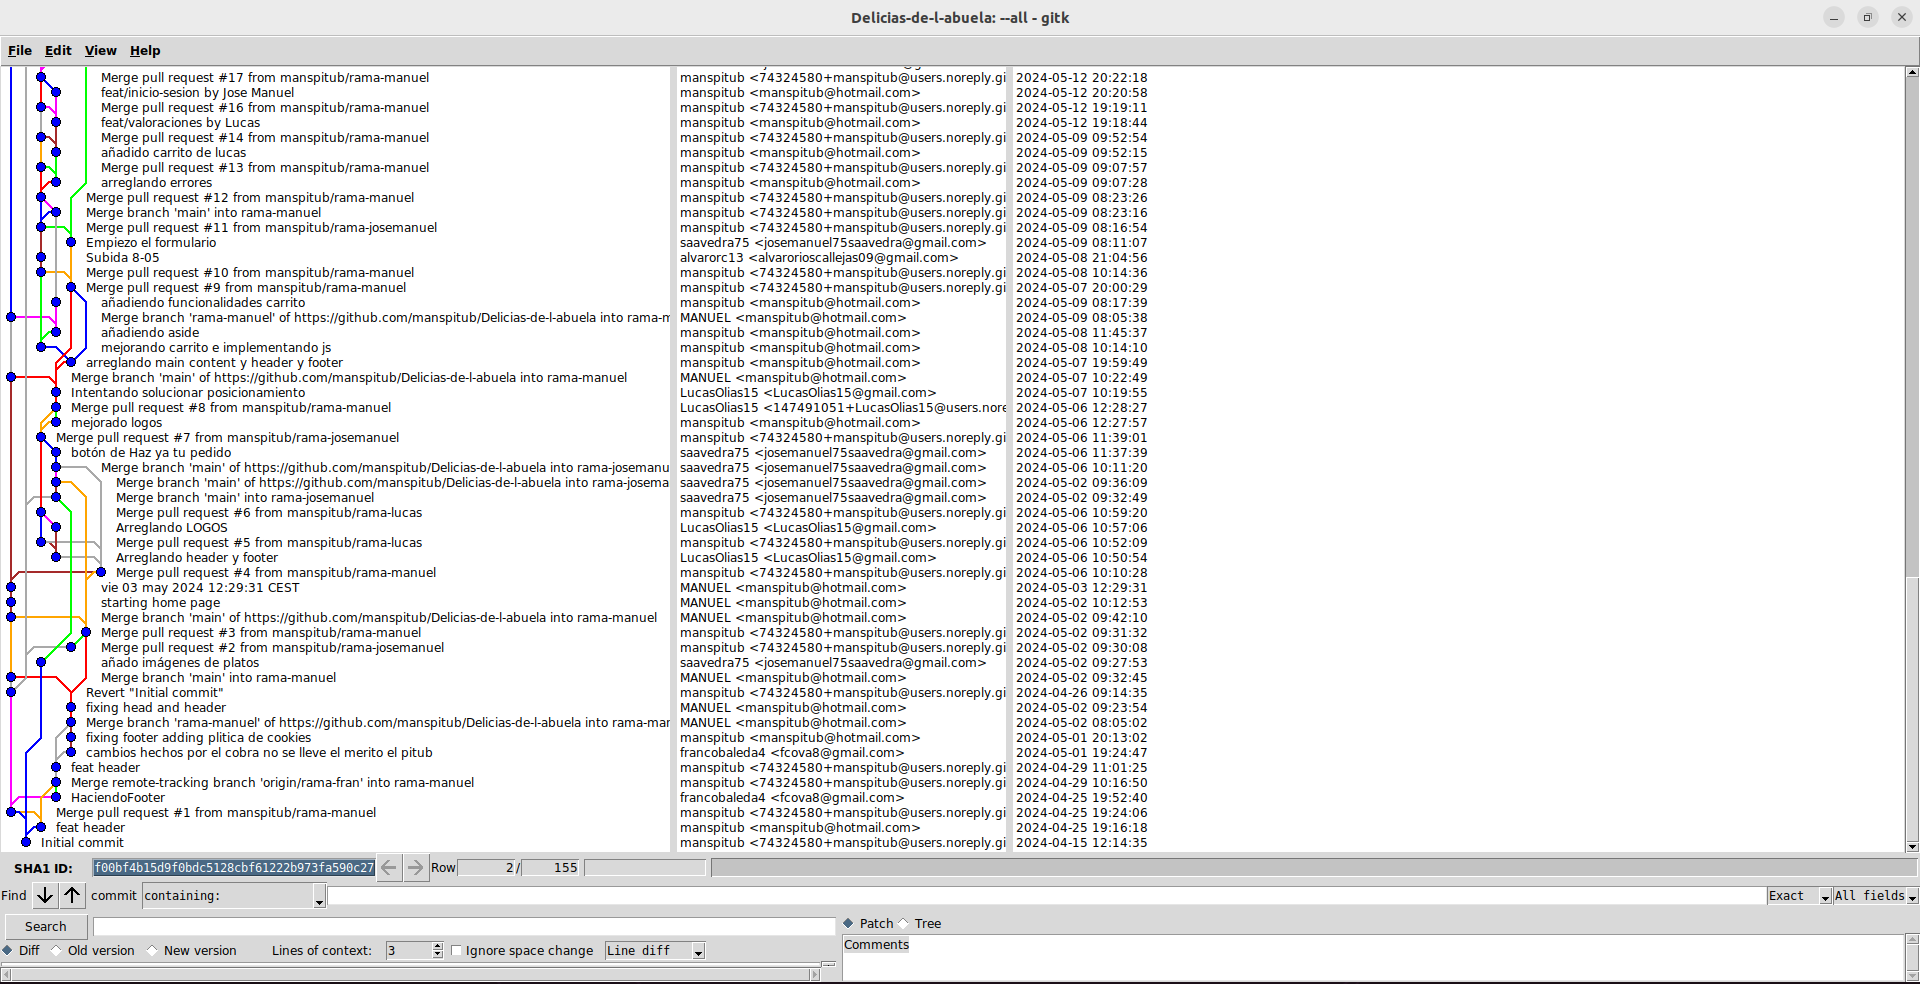 Delicias-de-l-abuela: --all - gitk
File Edit View Help
Merge pull request #17 from manspitub/rama-manuel manspitub <74324580+manspitub@users.noreply.gi 2024-05-12 20:22:18
feat/inicio-sesion by Jose Manuel manspitub <manspitub@hotmail.com> 2024-05-12 20:20:58
Merge pull request #16 from manspitub/rama-manuel manspitub <74324580+manspitub@users.noreply.gi 2024-05-12 19:19:11
feat/valoraciones by Lucas manspitub <manspitub@hotmail.com> 2024-05-12 19:18:44
Merge pull request #14 from manspitub/rama-manuel manspitub <74324580+manspitub@users.noreply.gi 2024-05-09 09:52:54
añadido carrito de lucas manspitub <manspitub@hotmail.com> 2024-05-09 09:52:15
Merge pull request #13 from manspitub/rama-manuel manspitub <74324580+manspitub@users.noreply.gi 2024-05-09 09:07:57
arreglando errores manspitub <manspitub@hotmail.com> 2024-05-09 09:07:28
Merge pull request #12 from manspitub/rama-manuel manspitub <74324580+manspitub@users.noreply.gi 2024-05-09 08:23:26
Merge branch 'main' into rama-manuel manspitub <74324580+manspitub@users.noreply.gi 2024-05-09 08:23:16
Merge pull request #11 from manspitub/rama-josemanuel manspitub <74324580+manspitub@users.noreply.gi 2024-05-09 08:16:54
Empiezo el formulario saavedra75 <josemanuel75saavedra@gmail.com> 2024-05-09 08:11:07
Subida 8-05 alvarorc13 <alvarorioscallejas09@gmail.com> 2024-05-08 21:04:56
Merge pull request #10 from manspitub/rama-manuel manspitub <74324580+manspitub@users.noreply.gi 2024-05-08 10:14:36
Merge pull request #9 from manspitub/rama-manuel manspitub <74324580+manspitub@users.noreply.gi 2024-05-07 20:00:29
añadiendo funcionalidades carrito manspitub <manspitub@hotmail.com> 2024-05-09 08:17:39
Merge branch 'rama-manuel' of https://github.com/manspitub/Delicias-de-l-abuela into rama-m MANUEL <manspitub@hotmail.com> 2024-05-09 08:05:38
añadiendo aside manspitub <manspitub@hotmail.com> 2024-05-08 11:45:37
mejorando carrito e implementando js manspitub <manspitub@hotmail.com> 2024-05-08 10:14:10
arreglando main content y header y footer manspitub <manspitub@hotmail.com> 2024-05-07 19:59:49
Merge branch 'main' of https://github.com/manspitub/Delicias-de-l-abuela into rama-manuel MANUEL <manspitub@hotmail.com> 2024-05-07 10:22:49
Intentando solucionar posicionamiento LucasOlias15 <LucasOlias15@gmail.com> 2024-05-07 10:19:55
Merge pull request #8 from manspitub/rama-manuel LucasOlias15 <147491051+LucasOlias15@users.nore 2024-05-06 12:28:27
mejorado logos manspitub <manspitub@hotmail.com> 2024-05-06 12:27:57
Merge pull request #7 from manspitub/rama-josemanuel manspitub <74324580+manspitub@users.noreply.gi 2024-05-06 11:39:01
botón de Haz ya tu pedido saavedra75 <josemanuel75saavedra@gmail.com> 2024-05-06 11:37:39
Merge branch 'main' of https://github.com/manspitub/Delicias-de-l-abuela into rama-josemanu saavedra75 <josemanuel75saavedra@gmail.com> 2024-05-06 10:11:20
Merge branch 'main' of https://github.com/manspitub/Delicias-de-l-abuela into rama-josema saavedra75 <josemanuel75saavedra@gmail.com> 2024-05-02 09:36:09
Merge branch 'main' into rama-josemanuel saavedra75 <josemanuel75saavedra@gmail.com> 2024-05-02 09:32:49
Merge pull request #6 from manspitub/rama-lucas manspitub <74324580+manspitub@users.noreply.gi 2024-05-06 10:59:20
Arreglando LOGOS LucasOlias15 <LucasOlias15@gmail.com> 2024-05-06 10:57:06
Merge pull request #5 from manspitub/rama-lucas manspitub <74324580+manspitub@users.noreply.gi 2024-05-06 10:52:09
Arreglando header y footer LucasOlias15 <LucasOlias15@gmail.com> 2024-05-06 10:50:54
Merge pull request #4 from manspitub/rama-manuel manspitub <74324580+manspitub@users.noreply.gi 2024-05-06 10:10:28
vie 03 may 2024 12:29:31 CEST MANUEL <manspitub@hotmail.com> 2024-05-03 12:29:31
starting home page MANUEL <manspitub@hotmail.com> 2024-05-02 10:12:53
Merge branch 'main' of https://github.com/manspitub/Delicias-de-l-abuela into rama-manuel MANUEL <manspitub@hotmail.com> 2024-05-02 09:42:10
Merge pull request #3 from manspitub/rama-manuel manspitub <74324580+manspitub@users.noreply.gi 2024-05-02 09:31:32
Merge pull request #2 from manspitub/rama-josemanuel manspitub <74324580+manspitub@users.noreply.gi 2024-05-02 09:30:08
añado imágenes de platos saavedra75 <josemanuel75saavedra@gmail.com> 2024-05-02 09:27:53
Merge branch 'main' into rama-manuel MANUEL <manspitub@hotmail.com> 2024-05-02 09:32:45
Revert "Initial commit" manspitub <74324580+manspitub@users.noreply.gi 2024-04-26 09:14:35
fixing head and header MANUEL <manspitub@hotmail.com> 2024-05-02 09:23:54
Merge branch 'rama-manuel' of https://github.com/manspitub/Delicias-de-l-abuela into rama-mar MANUEL <manspitub@hotmail.com> 2024-05-02 08:05:02
fixing footer adding plitica de cookies manspitub <manspitub@hotmail.com> 2024-05-01 20:13:02
cambios hechos por el cobra no se lleve el merito el pitub francobaleda4 <fcova8@gmail.com> 2024-05-01 19:24:47
feat header manspitub <74324580+manspitub@users.noreply.gi 2024-04-29 11:01:25
Merge remote-tracking branch 'origin/rama-fran' into rama-manuel manspitub <74324580+manspitub@users.noreply.gi 2024-04-29 10:16:50
HaciendoFooter francobaleda4 <fcova8@gmail.com> 2024-04-25 19:52:40
Merge pull request #1 from manspitub/rama-manuel manspitub <74324580+manspitub@users.noreply.gi 2024-04-25 19:24:06
feat header manspitub <manspitub@hotmail.com> 2024-04-25 19:16:18
Initial commit manspitub <74324580+manspitub@users.noreply.gi 2024-04-15 12:14:35
SHA1 ID: f00bf4b15d9f0bdc5128cbf61222b973fa590c27 Row 2 / 155
Find commit containing: Exact All fields
Search Patch Tree
Diff Old version New version Lines of context: 3 Ignore space change Line diff
Comments